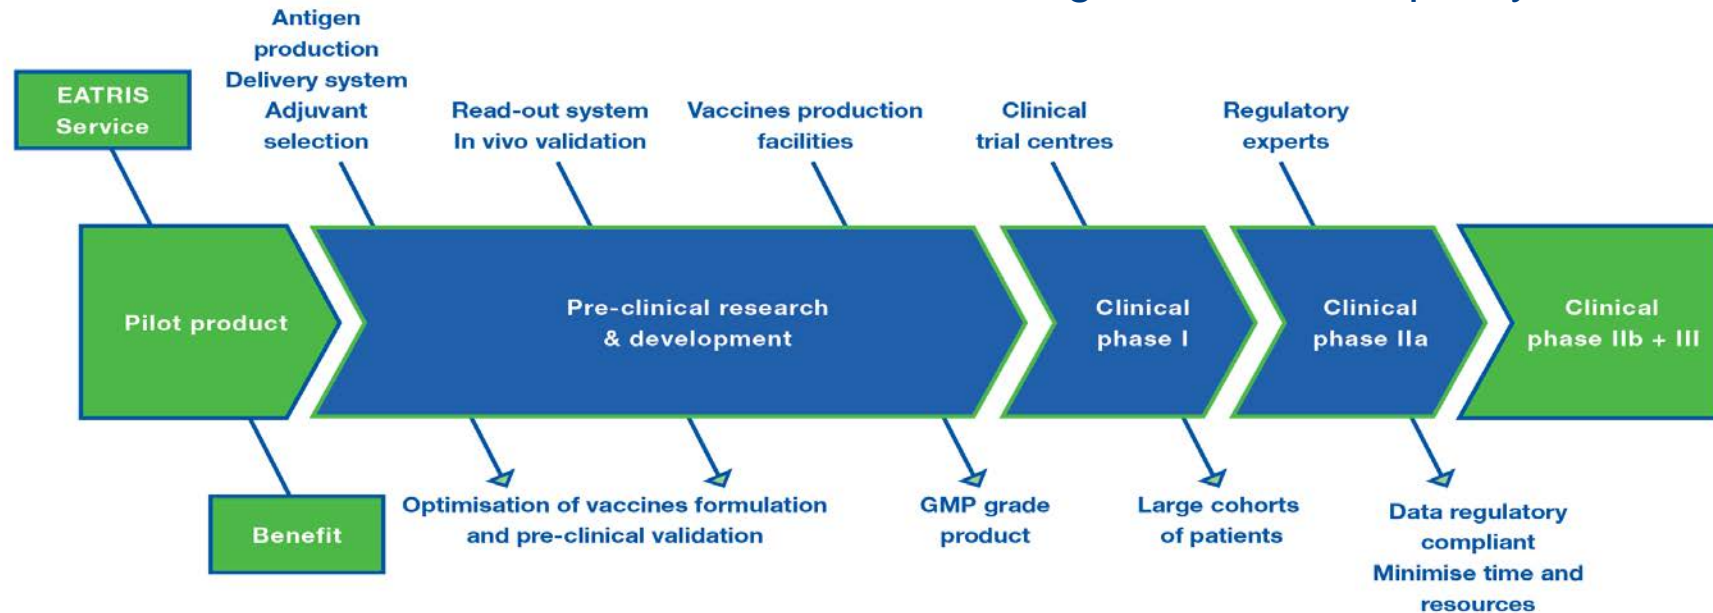 Antigen
production
Delivery system
Adjuvant
selection
EATRIS
Service
Read-out system
In vivo validation
Vaccines production
facilities
Clinical
trial centres
Regulatory
experts
Pilot product
Pre-clinical research
& development
Clinical
phase I
Clinical
phase IIa
Clinical
phase IIb + III
Benefit
Optimisation of vaccines formulation
and pre-clinical validation
GMP grade
product
Large cohorts
of patients
Data regulatory
compliant
Minimise time and
resources